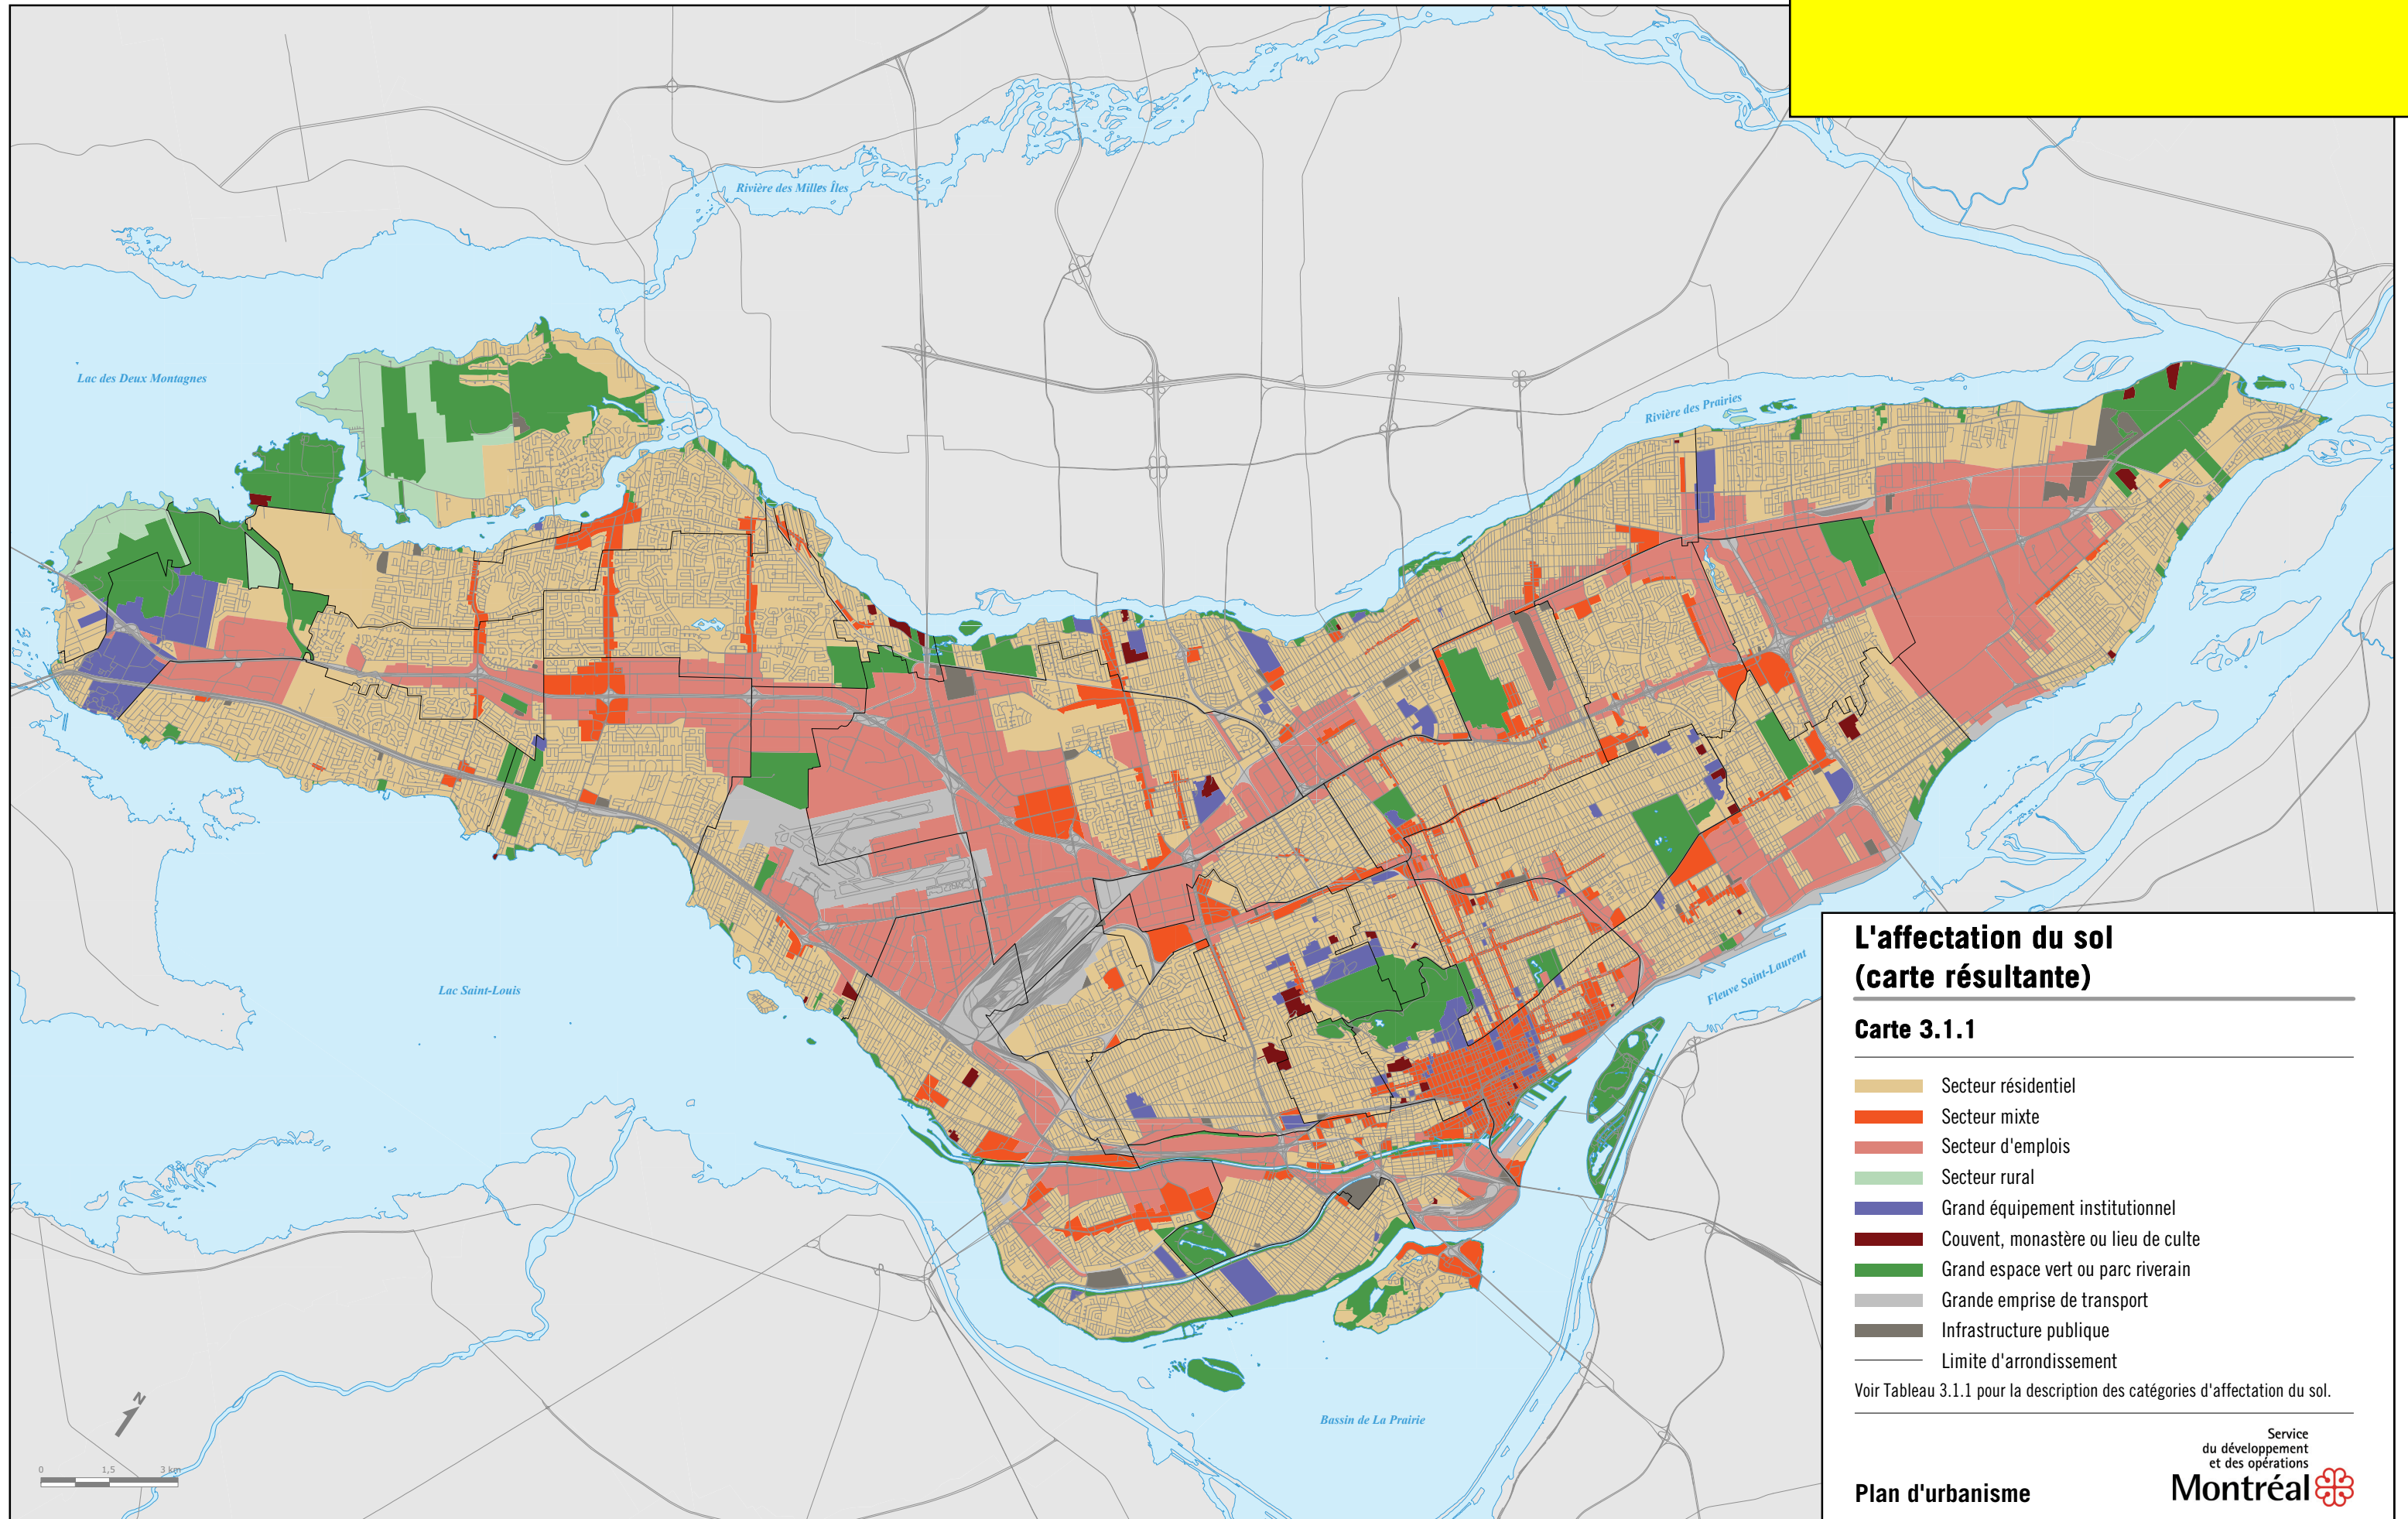 Rivière des Milles Îles
Lac des Deux Montagnes
Rivière des Prairies
Lac Saint-Louis
Fleuve Saint-Laurent
Bassin de La Prairie
N
0 1,5 3 km
L'affectation du sol
(carte résultante)
Carte 3.1.1
Secteur résidentiel
Secteur mixte
Secteur d'emplois
Secteur rural
Grand équipement institutionnel
Couvent, monastère ou lieu de culte
Grand espace vert ou parc riverain
Grande emprise de transport
Infrastructure publique
Limite d'arrondissement
Voir Tableau 3.1.1 pour la description des catégories d'affectation du sol.
Service
du développement
et des opérations
Montréal
Plan d'urbanisme